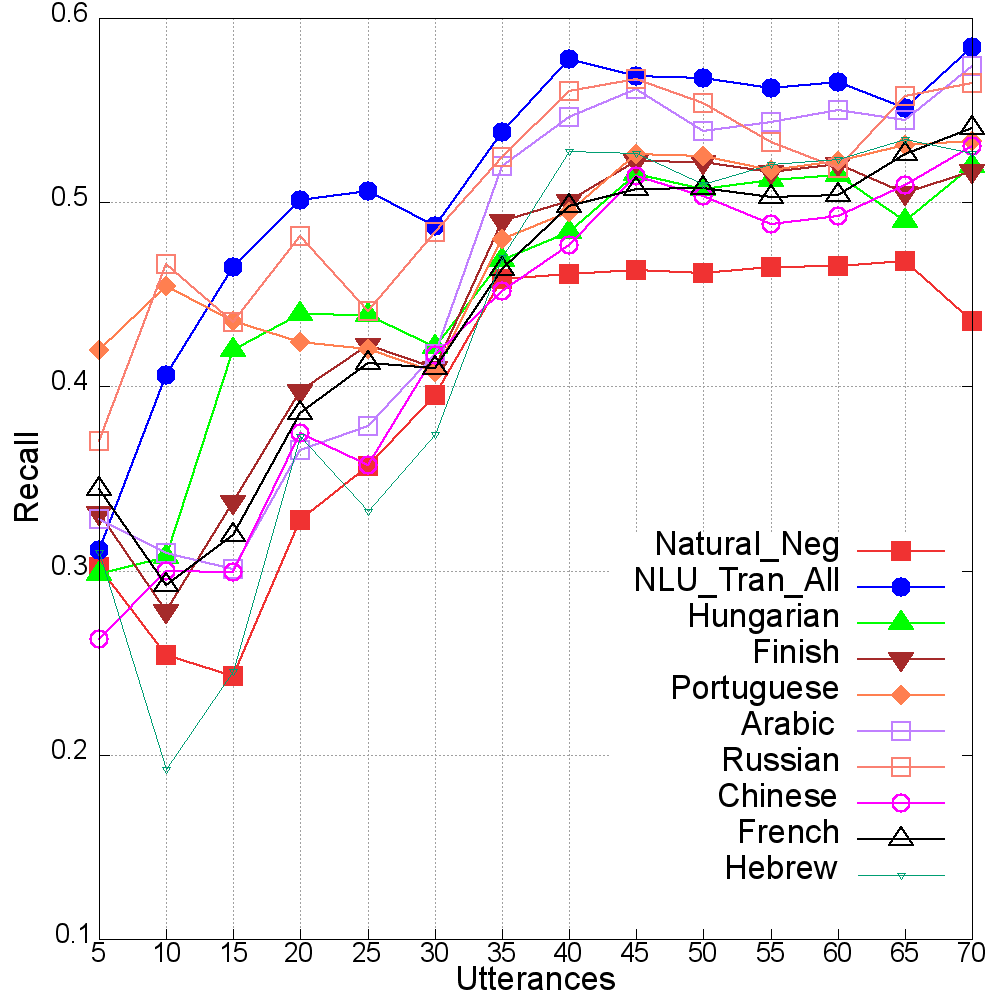 0.6
0.5
0.4
0.3
0.2
0.1
Recall
Natural_Neg
NLU_Tran_All
Hungarian
Finish
Portuguese
Arabic
Russian
Chinese
French
Hebrew
5 10 15 20 25 30 35 40 45 50 55 60 65 70
Utterances